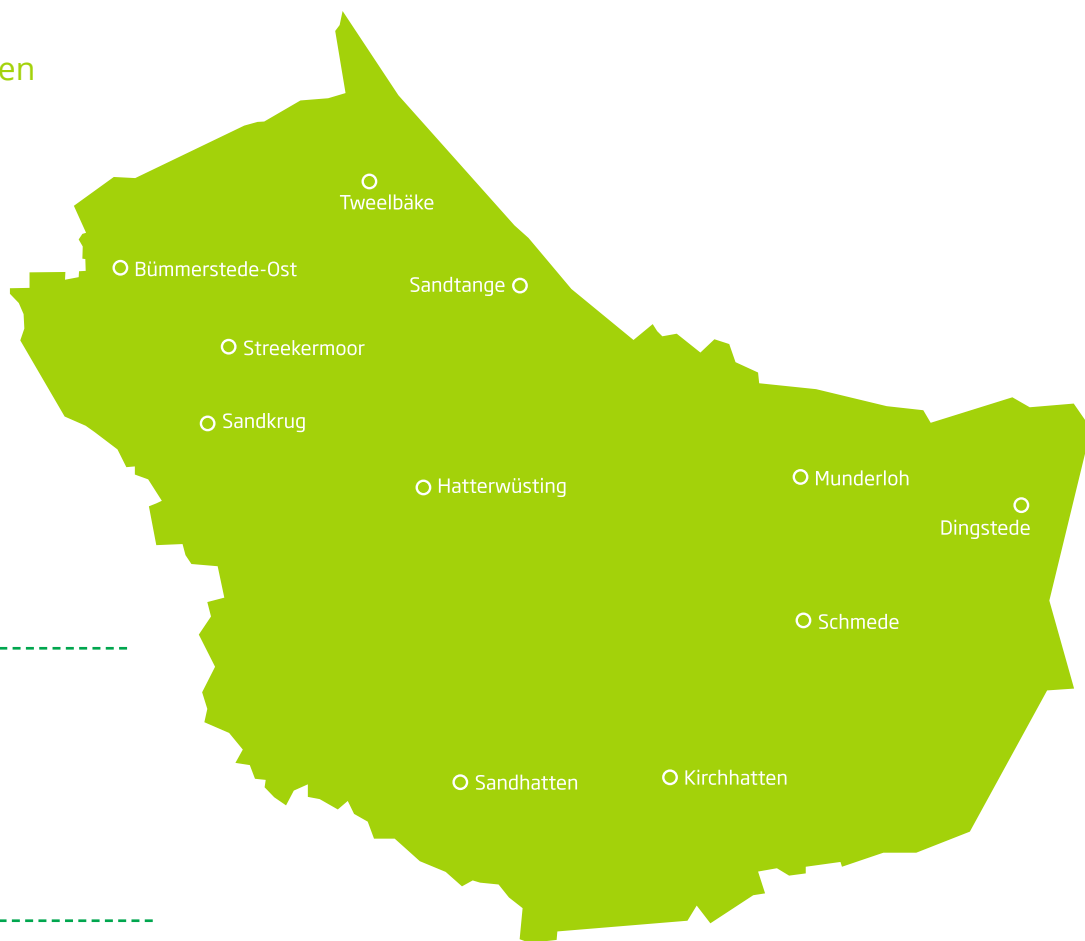 en
Tweelbäke
Bümmerstede-Ost
Sandtange
Streekermoor
Sandkrug
Hatterwüsting
Munderloh
Dingstede
Schmede
Sandhatten
Kirchhatten